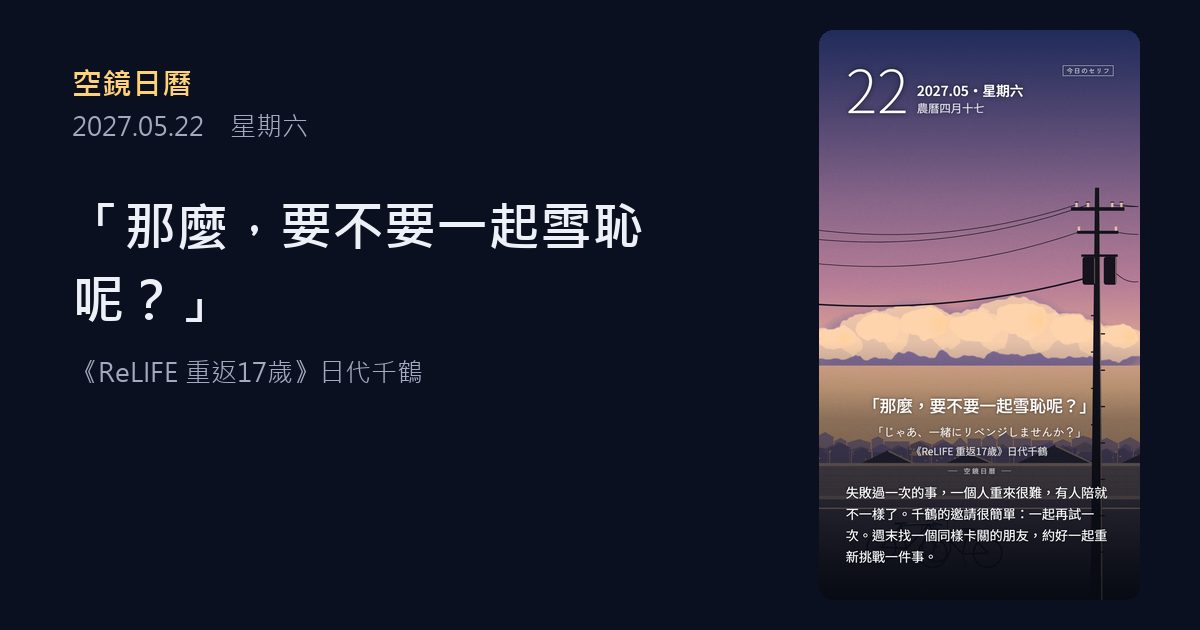 空鏡日曆
2027.05.22 星期六
「那麼，要不要一起雪恥
呢？」
《ReLIFE 重返17歲》日代千鶴
今日のセリフ
22
2027.05・星期六
農曆四月十七
「那麼，要不要一起雪恥呢？」
「じゃあ、一緒にリベンジしませんか？」
《ReLIFE 重返17歲》日代千鶴
— 空鏡日曆 —
失敗過一次的事，一個人重來很難，有人陪就
不一樣了。千鶴的邀請很簡單：一起再試一
次。週末找一個同樣卡關的朋友，約好一起重
新挑戰一件事。